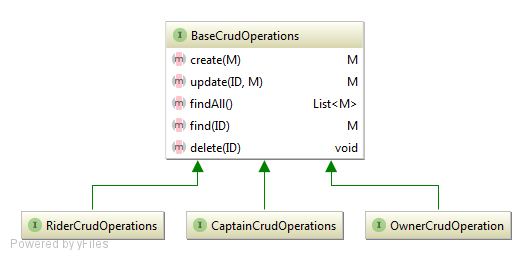 I BaseCrudOperations
m create(M) M
m update(ID, M) M
m findAll() List<M>
m find(ID) M
m delete(ID) void
I RiderCrudOperations
I CaptainCrudOperations
I OwnerCrudOperation
Powered by yFiles